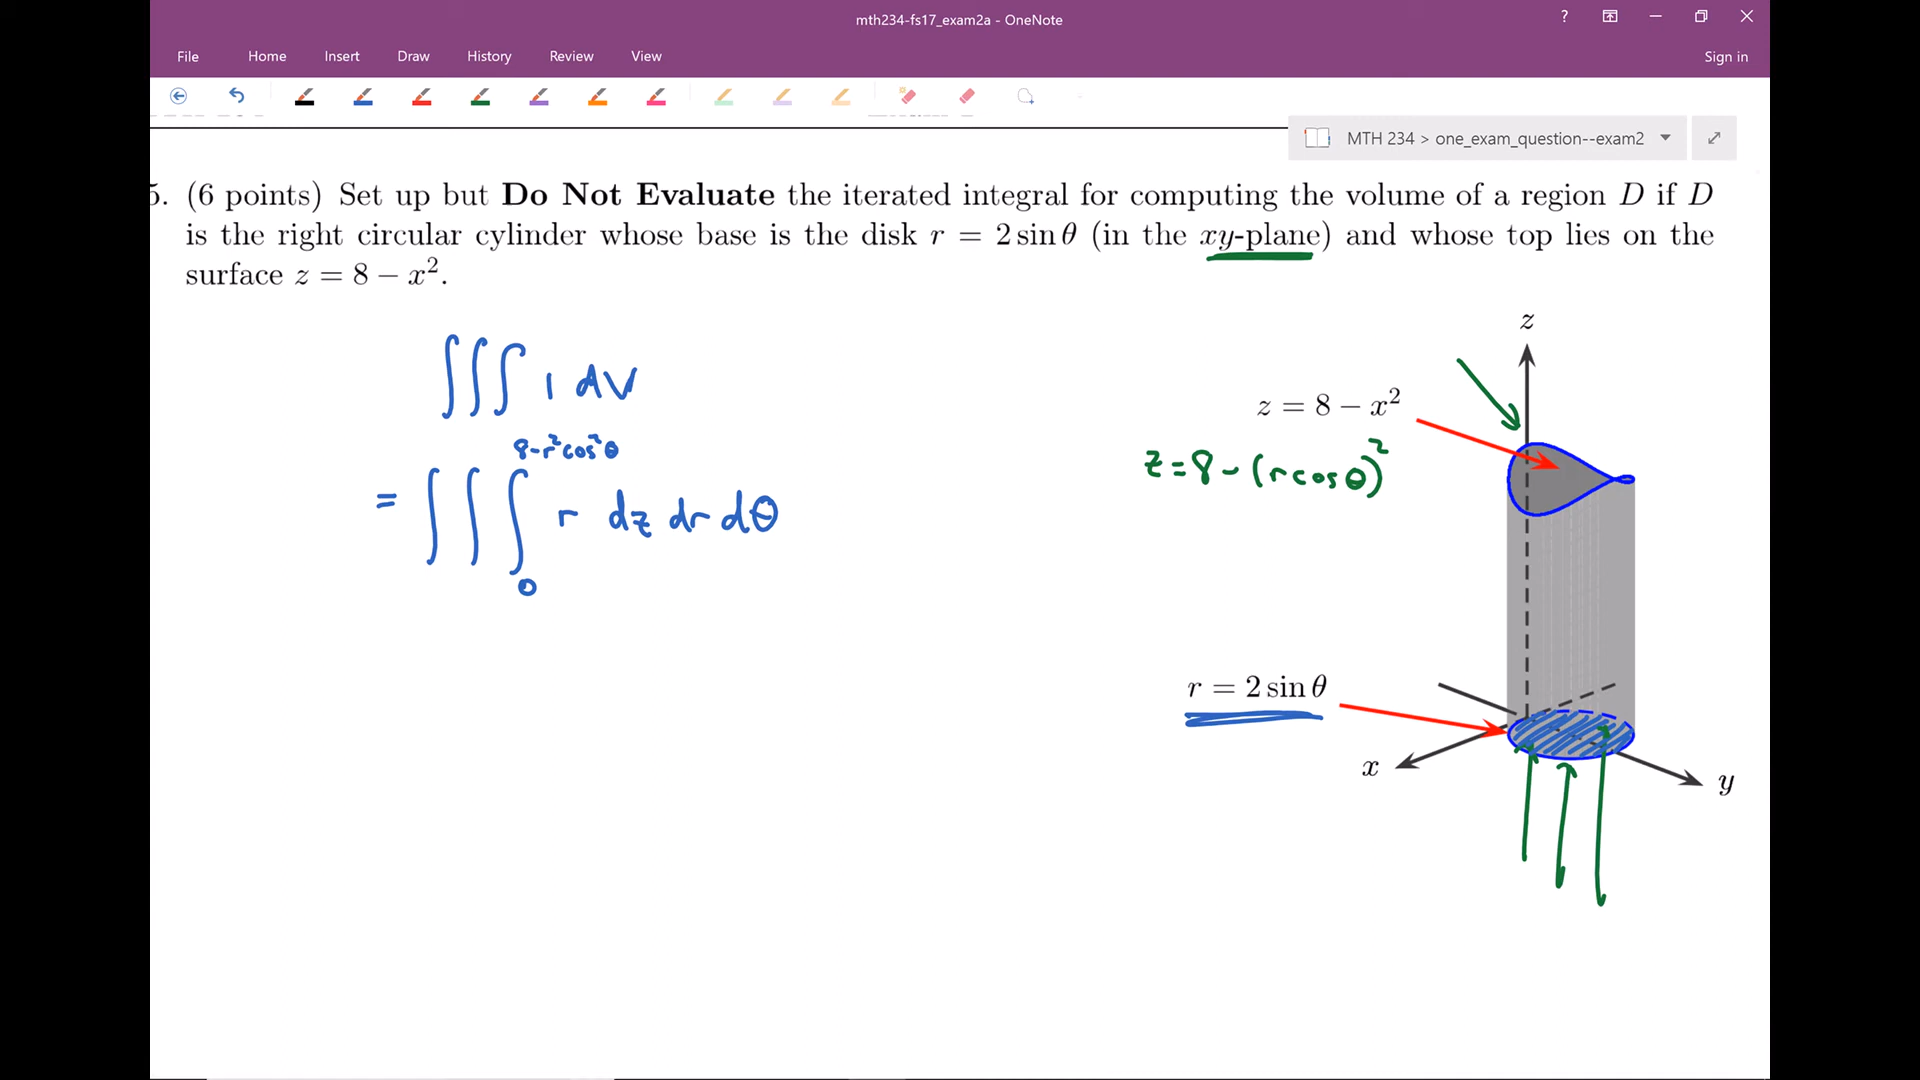 mth234-fs17_exam2a - OneNote
?
File Home Insert Draw History Review View Sign in
MTH 234 > one_exam_question--exam2
5. (6 points) Set up but Do Not Evaluate the iterated integral for computing the volume of a region D if D
is the right circular cylinder whose base is the disk r = 2 sin θ (in the xy-plane) and whose top lies on the
surface z = 8 − x².
∫∫∫ 1 dV
= ∫∫∫₀^{8-r²cos²θ} r dz dr dθ
z
z = 8 − x²
z = 8 - (r cos θ)²
r = 2 sin θ
x
y